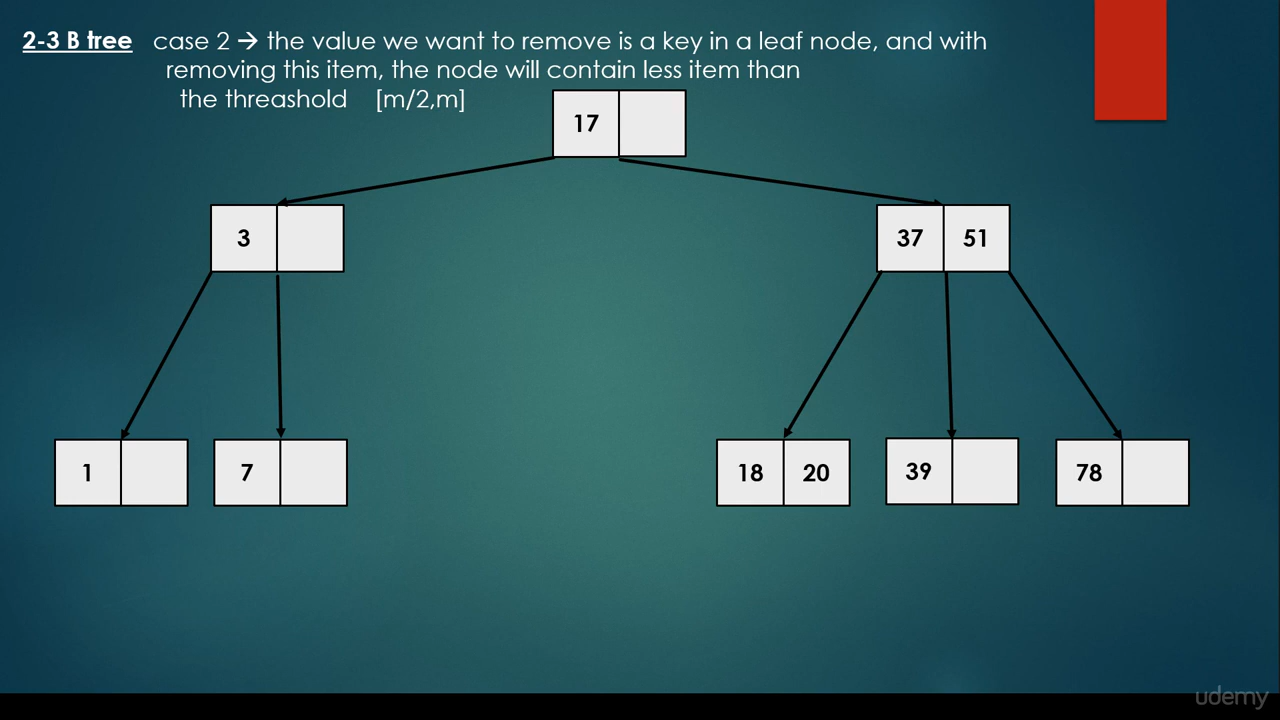 2-3 B tree case 2 → the value we want to remove is a key in a leaf node, and with
removing this item, the node will contain less item than
the threashold [m/2,m]
17
3
37 51
1 7 18 20 39 78
udemy